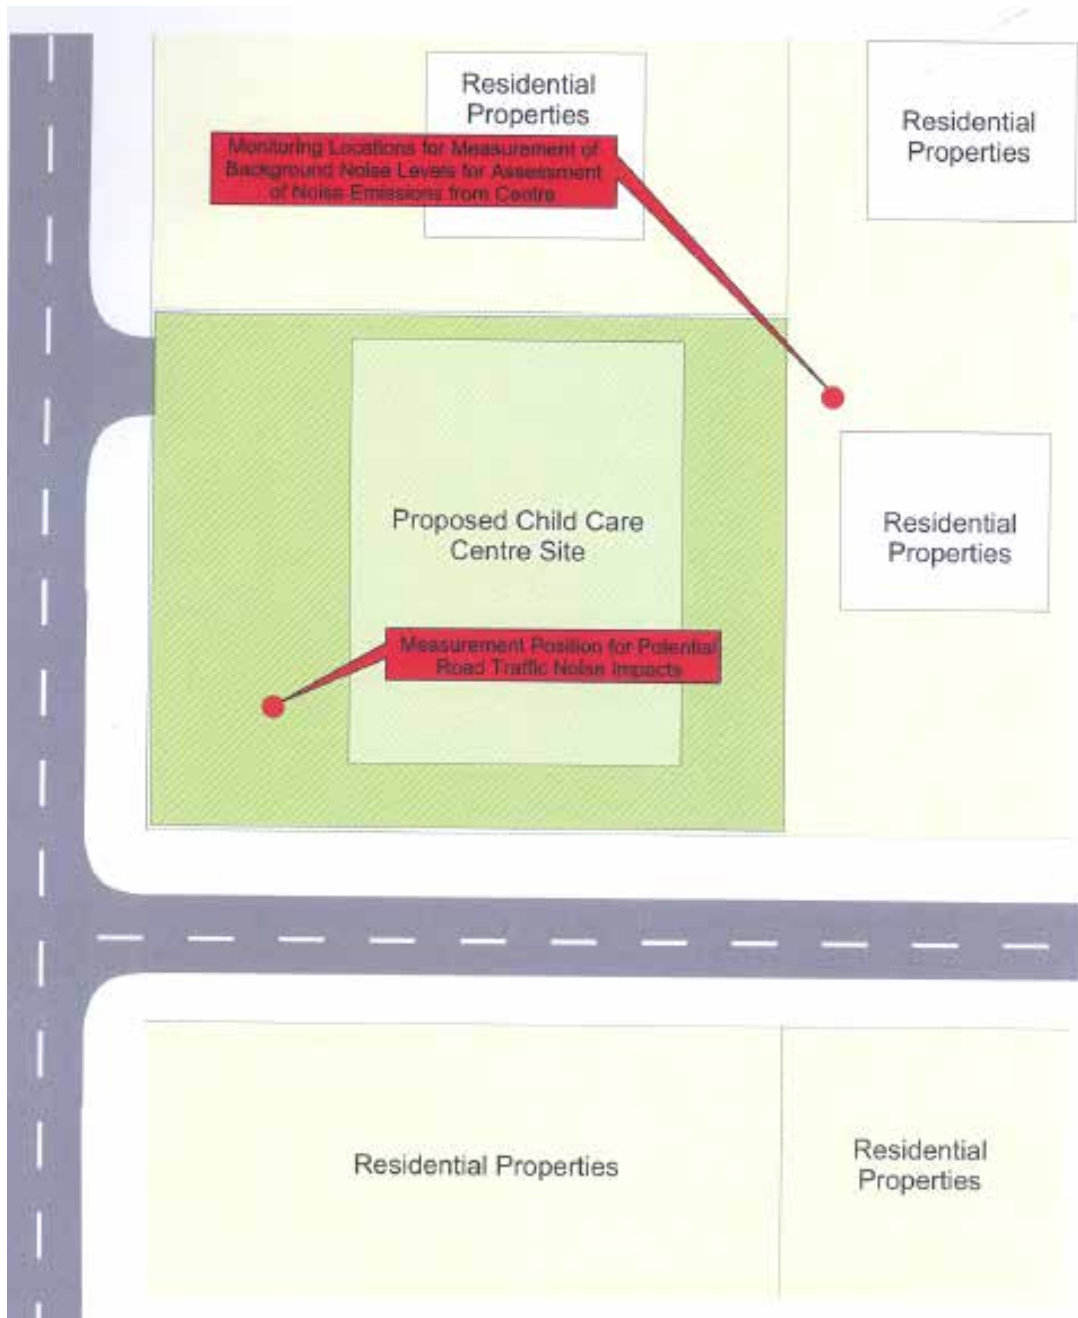 Residential
Properties
Residential
Properties
Monitoring Locations for Measurement of
Background Noise Levels for Assessment
of Noise Emissions from Centre
Proposed Child Care
Centre Site
Residential
Properties
Measurement Position for Potential
Road Traffic Noise Impacts
Residential Properties
Residential
Properties